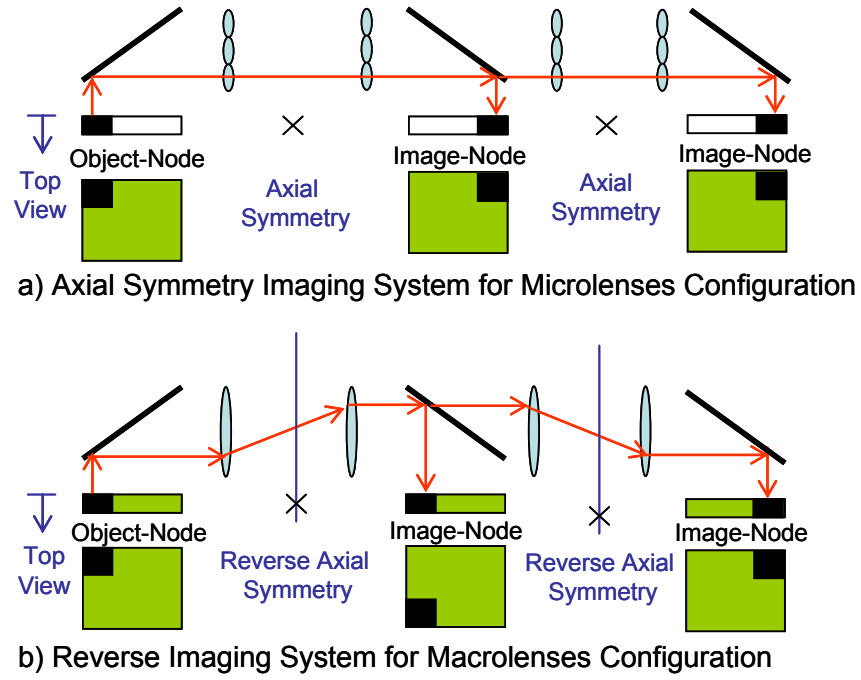 Object-Node
Image-Node
Image-Node
Top
View
Axial
Symmetry
Axial
Symmetry
a) Axial Symmetry Imaging System for Microlenses Configuration
Object-Node
Image-Node
Image-Node
Top
View
Reverse Axial
Symmetry
Reverse Axial
Symmetry
b) Reverse Imaging System for Macrolenses Configuration